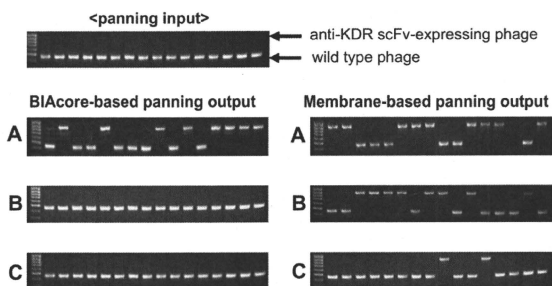 <panning input>
anti-KDR scFv-expressing phage
wild type phage
BIAcore-based panning output
Membrane-based panning output
A
A
B
B
C
C